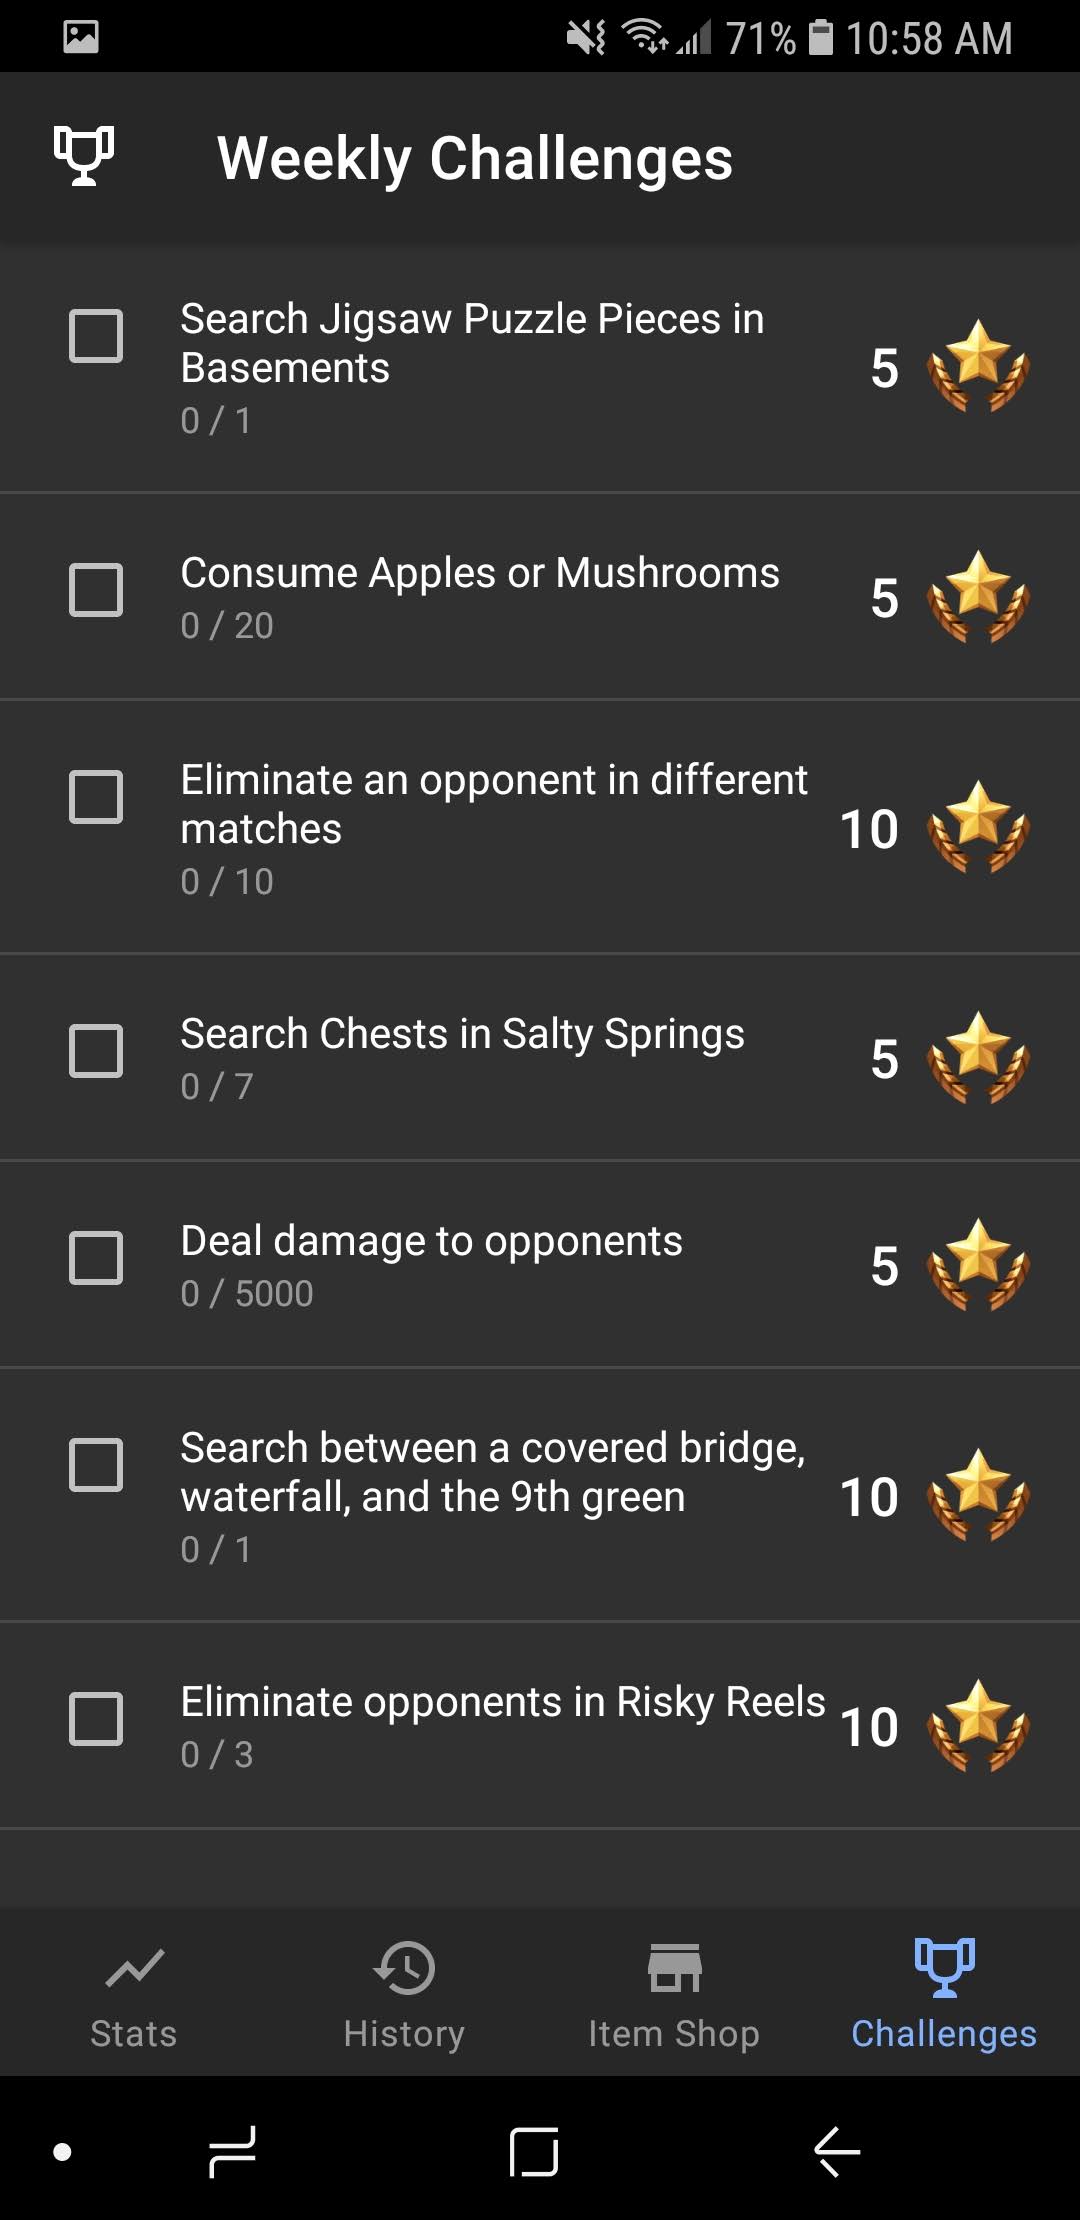 71% 10:58 AM
Weekly Challenges
Search Jigsaw Puzzle Pieces in
Basements
0 / 1
5
Consume Apples or Mushrooms
0 / 20
5
Eliminate an opponent in different
matches
0 / 10
10
Search Chests in Salty Springs
0 / 7
5
Deal damage to opponents
0 / 5000
5
Search between a covered bridge,
waterfall, and the 9th green
0 / 1
10
Eliminate opponents in Risky Reels
0 / 3
10
Stats History Item Shop Challenges